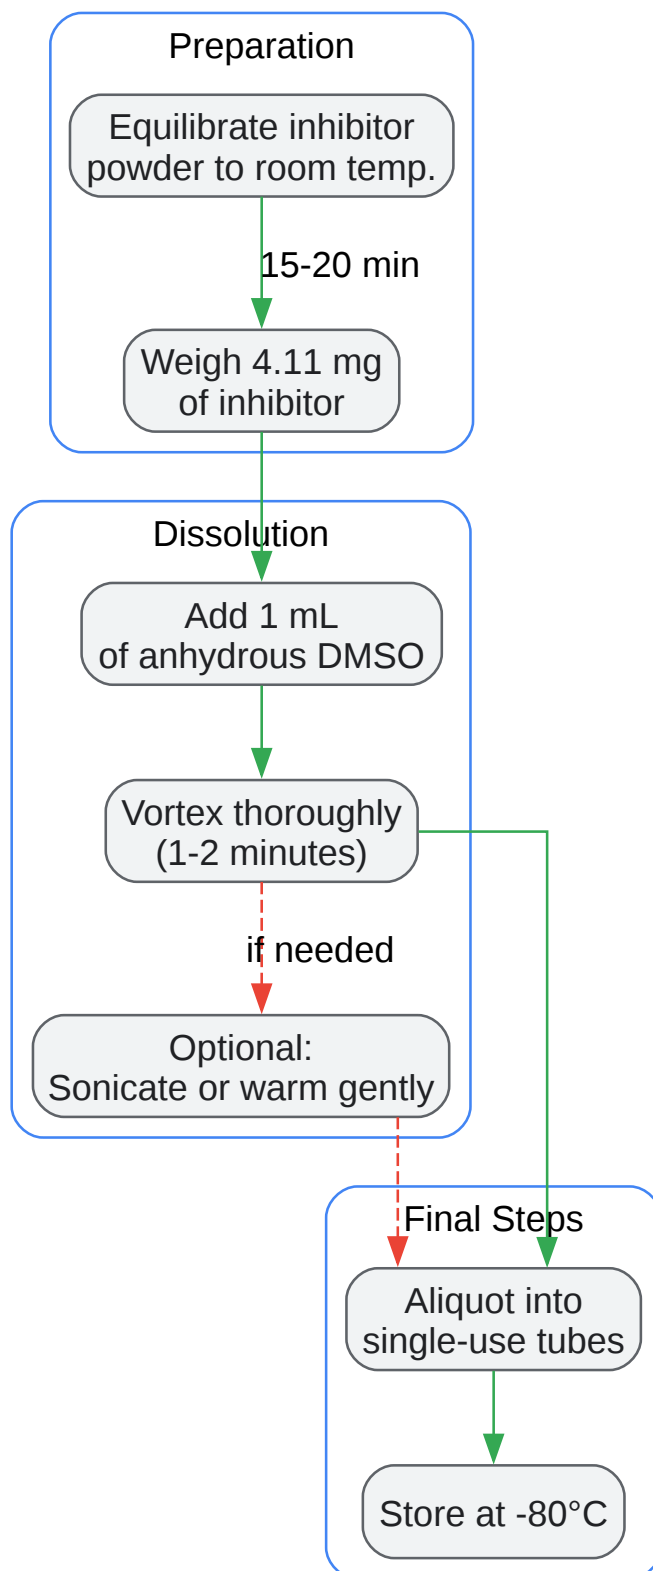 Preparation
Equilibrate inhibitor
powder to room temp.
15-20 min
Weigh 4.11 mg
of inhibitor
Dissolution
Add 1 mL
of anhydrous DMSO
Vortex thoroughly
(1-2 minutes)
if needed
Optional:
Sonicate or warm gently
Final Steps
Aliquot into
single-use tubes
Store at -80°C